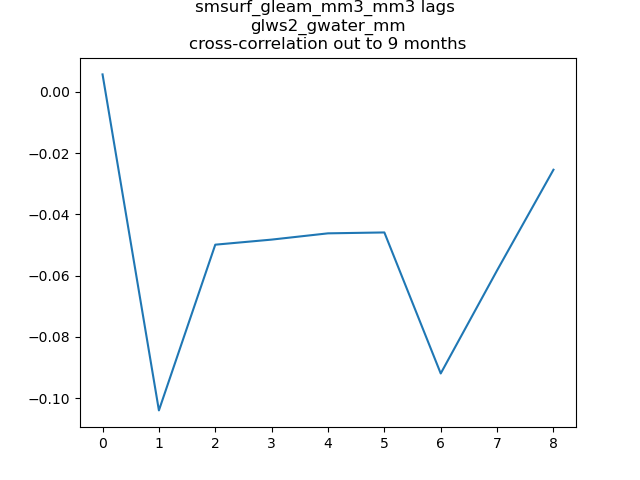 smsurf_gleam_mm3_mm3 lags
glws2_gwater_mm
cross-correlation out to 9 months
0.00
−0.02
−0.04
−0.06
−0.08
−0.10
0 1 2 3 4 5 6 7 8